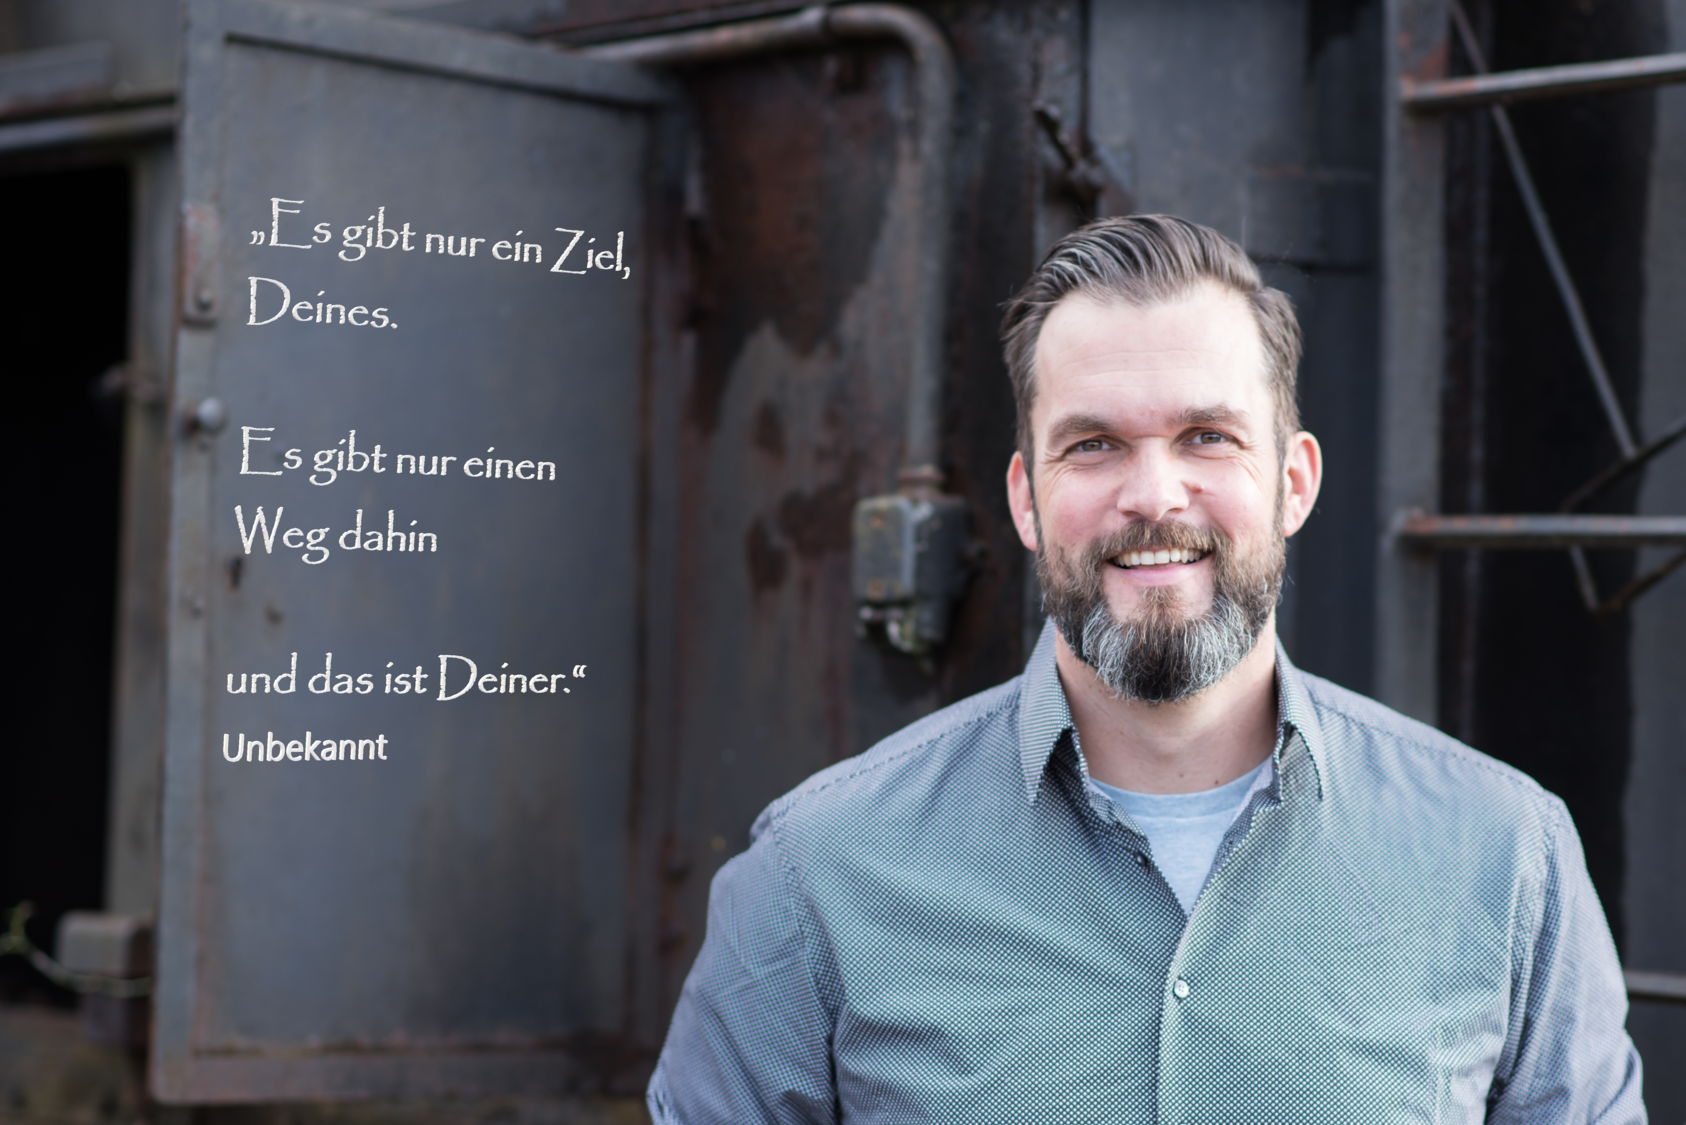 „Es gibt nur ein Ziel,
Deines.
Es gibt nur einen
Weg dahin
und das ist Deiner.“
Unbekannt